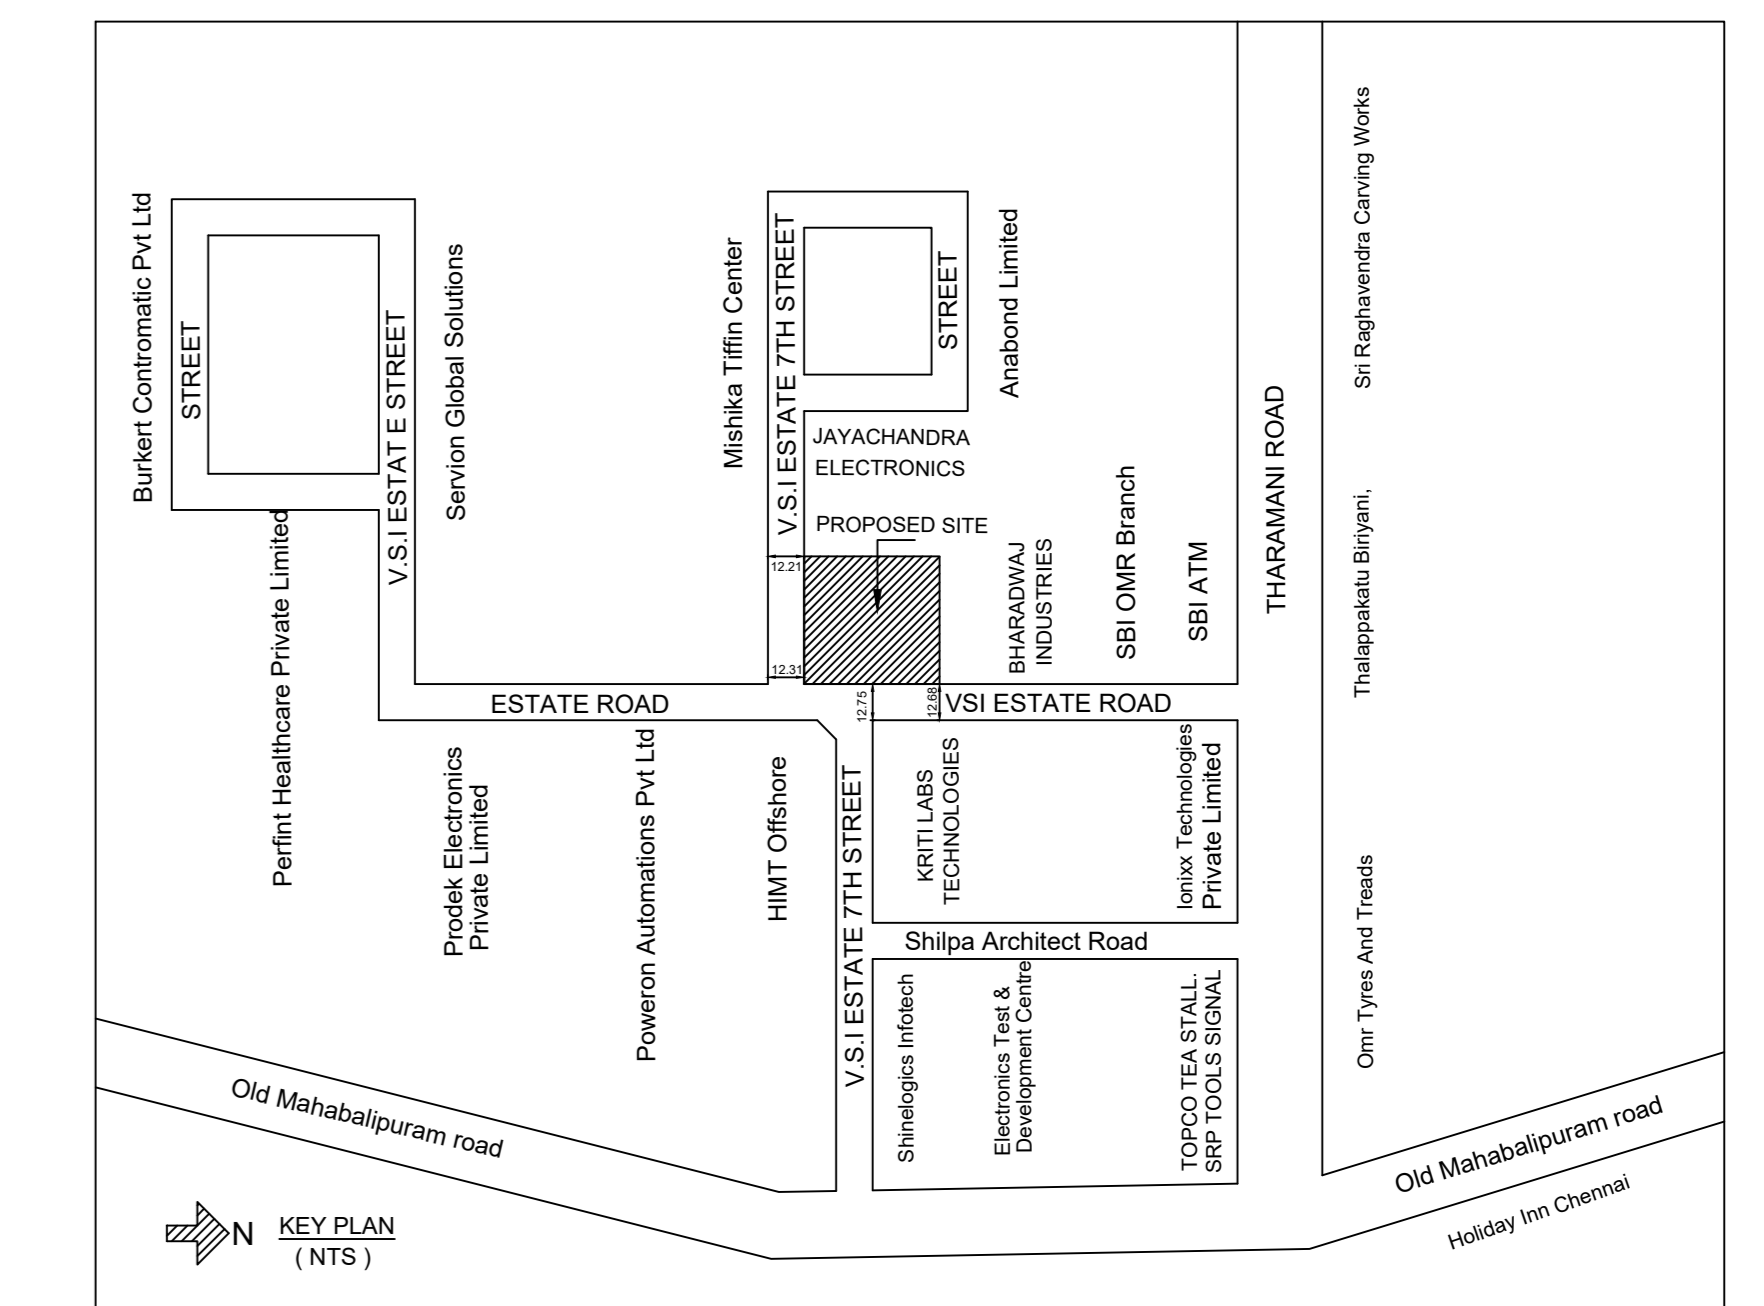 Burkert Contromatic Pvt Ltd
STREET
V.S.I ESTAT E STREET
Servion Global Solutions
Mishika Tiffin Center
V.S.I ESTATE 7TH STREET
STREET
Anabond Limited
JAYACHANDRA
ELECTRONICS
PROPOSED SITE
12.21
12.31
12.75
12.68
BHARADWAJ
INDUSTRIES
SBI OMR Branch
SBI ATM
THARAMANI ROAD
Sri Raghavendra Carving Works
Thalappakatu Biriyani,
Omr Tyres And Treads
Perfint Healthcare Private Limited
ESTATE ROAD
VSI ESTATE ROAD
Prodek Electronics
Private Limited
Poweron Automations Pvt Ltd
HIMT Offshore
V.S.I ESTATE 7TH STREET
KRITI LABS
TECHNOLOGIES
Ionixx Technologies
Private Limited
Shilpa Architect Road
Shinelogics Infotech
Electronics Test &
Development Centre
TOPCO TEA STALL.
SRP TOOLS SIGNAL
Old Mahabalipuram road
Old Mahabalipuram road
Holiday Inn Chennai
N
KEY PLAN
( NTS )